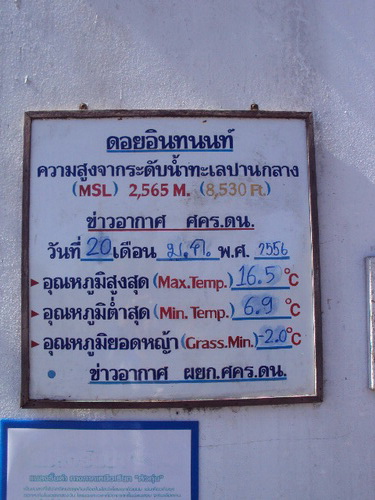 ดอยอินทนนท์
ความสูงจากระดับน้ำทะเลปานกลาง
(MSL) 2,565 M. (8,530 Ft.)
ข่าวอากาศ ศคร.ดน.
วันที่ 20 เดือน ม.ค. พ.ศ. 2556
อุณหภูมิสูงสุด (Max.Temp.) 16.5 °C
อุณหภูมิต่ำสุด (Min. Temp.) 6.9 °C
อุณหภูมิยอดหญ้า (Grass.Min.) -2.0 °C
ข่าวอากาศ ผยก.ศคร.ดน.